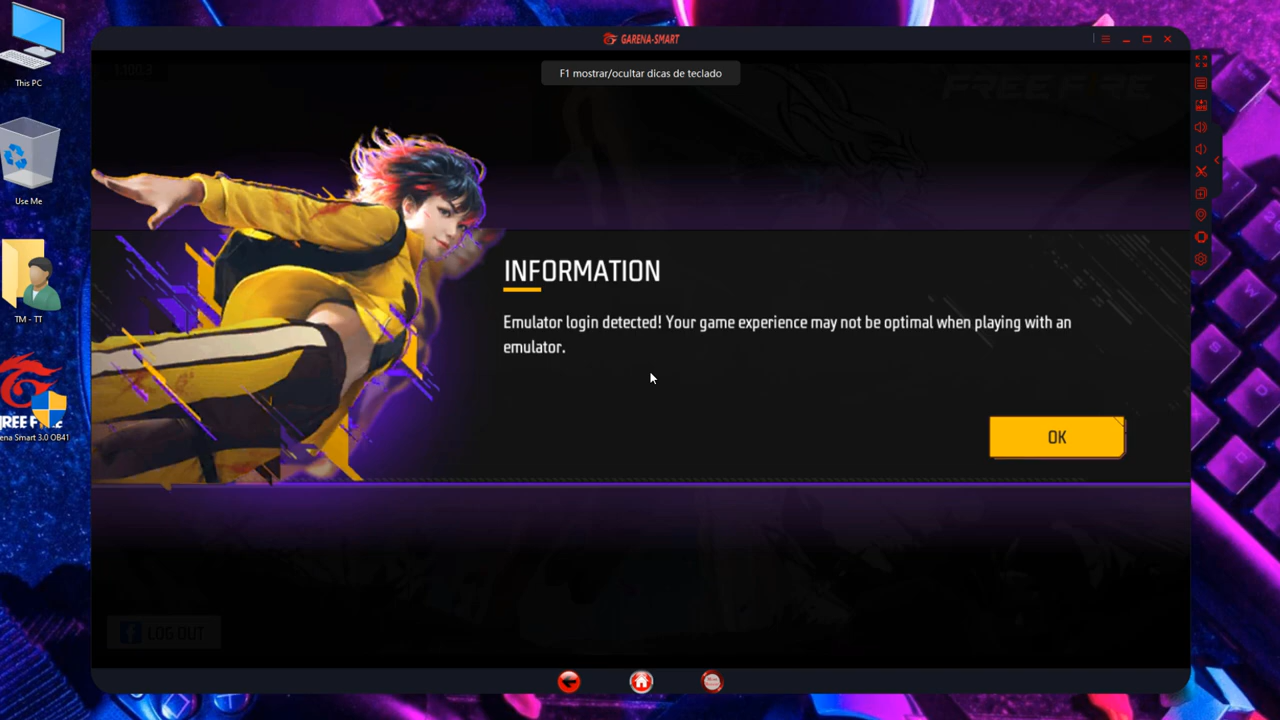 This PC
Use Me
TM - TT
ena Smart 3.0 OB41
GARENA-SMART
F1 mostrar/ocultar dicas de teclado
FREE FIRE
INFORMATION
Emulator login detected! Your game experience may not be optimal when playing with an
emulator.
OK
LOG OUT